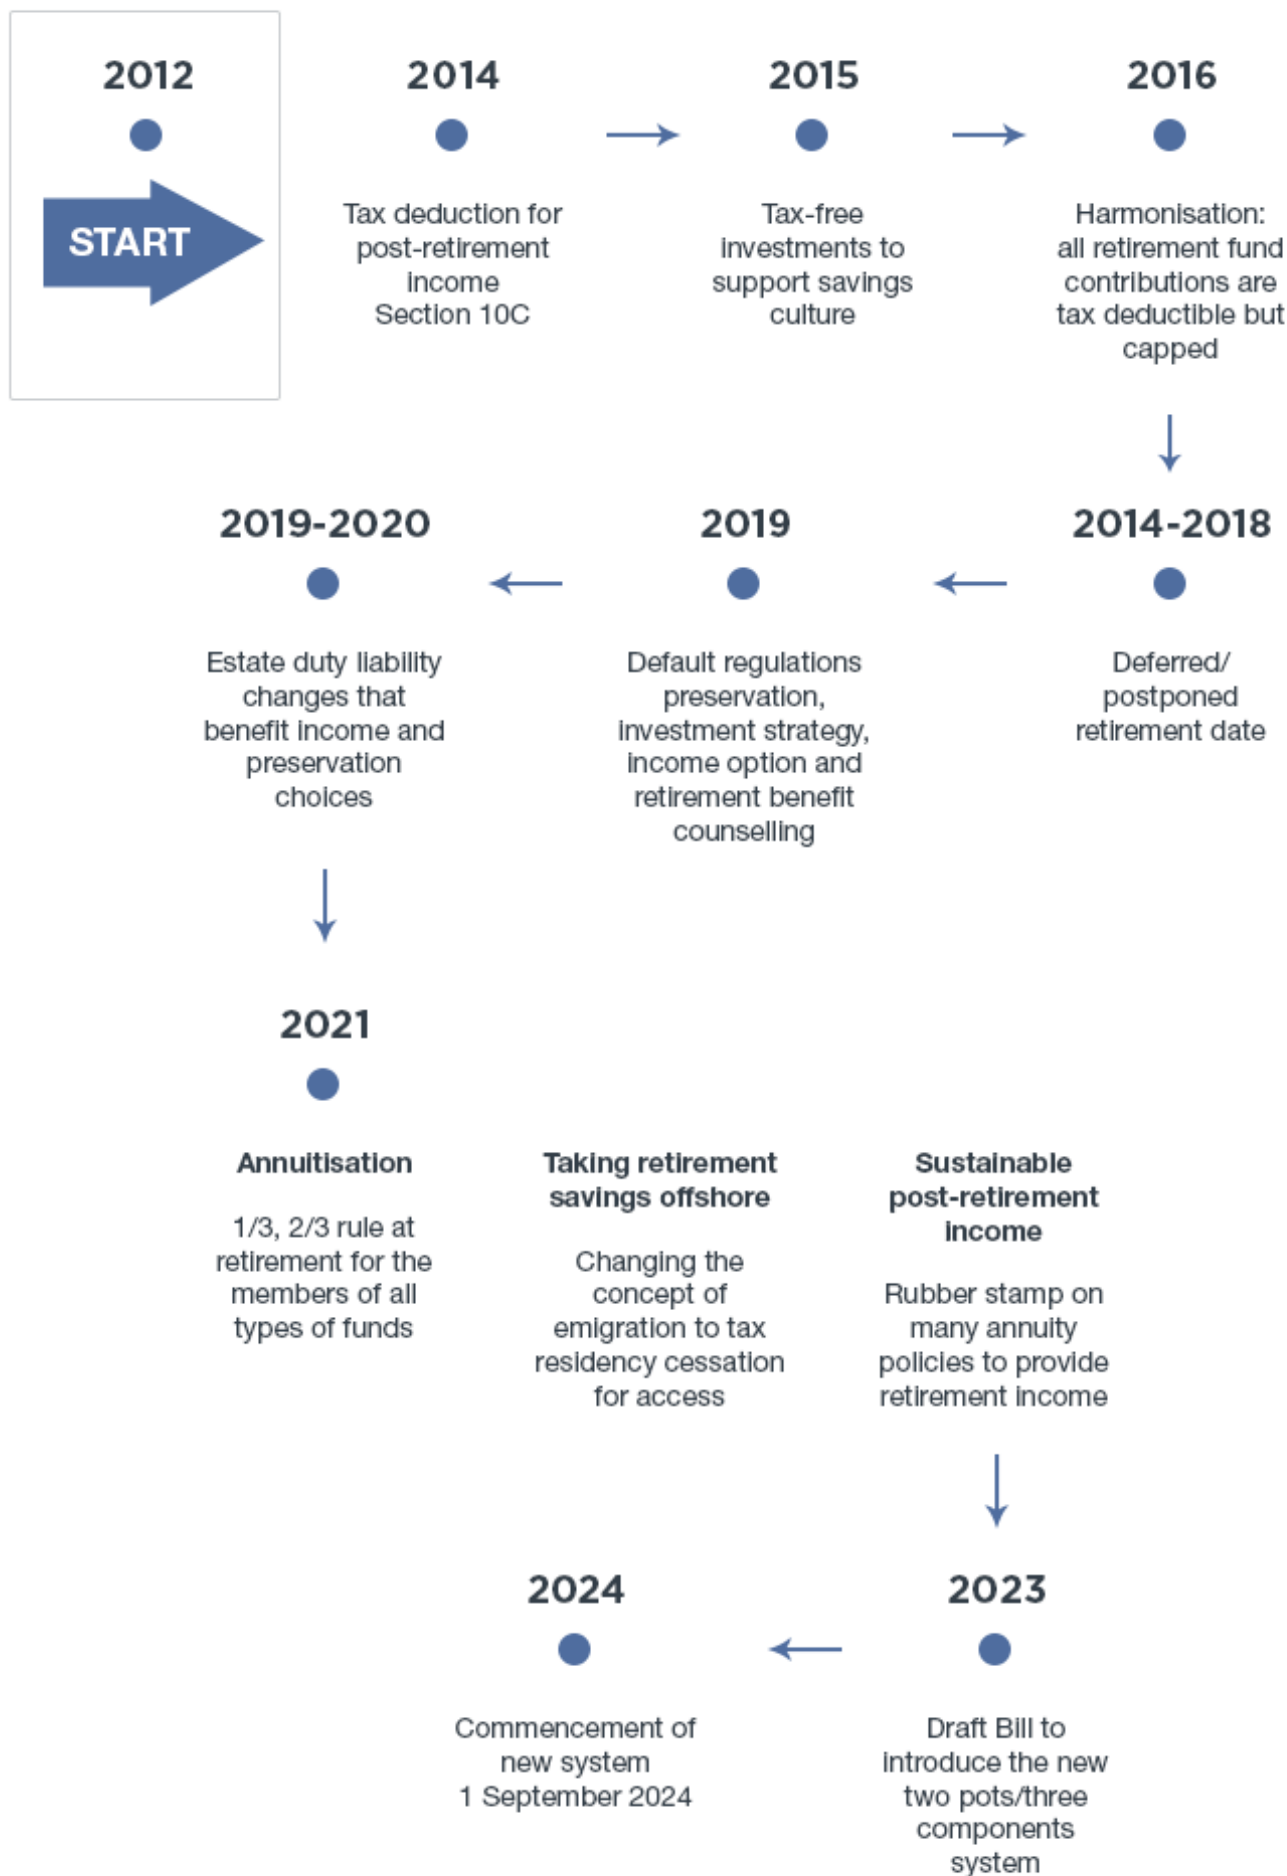 2012
START
2014
Tax deduction for
post-retirement
income
Section 10C
2015
Tax-free
investments to
support savings
culture
2016
Harmonisation:
all retirement fund
contributions are
tax deductible but
capped
2014-2018
Deferred/
postponed
retirement date
2019
Default regulations
preservation,
investment strategy,
income option and
retirement benefit
counselling
2019-2020
Estate duty liability
changes that
benefit income and
preservation
choices
2021
Annuitisation
1/3, 2/3 rule at
retirement for the
members of all
types of funds
Taking retirement
savings offshore
Changing the
concept of
emigration to tax
residency cessation
for access
Sustainable
post-retirement
income
Rubber stamp on
many annuity
policies to provide
retirement income
2023
Draft Bill to
introduce the new
two pots/three
components
system
2024
Commencement of
new system
1 September 2024